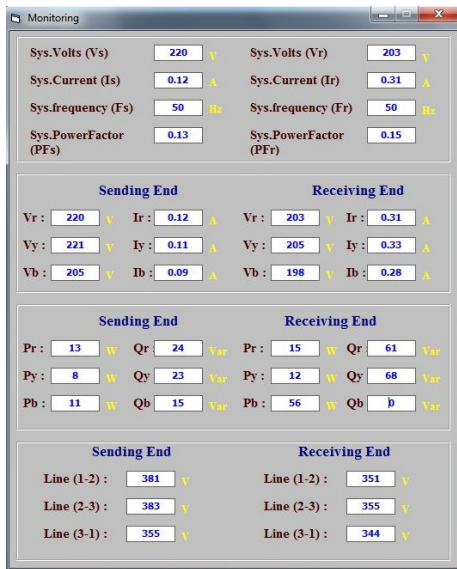 Monitoring
Sys.Volts (Vs) 220 V Sys.Volts (Vr) 203 V
Sys.Current (Is) 0.12 A Sys.Current (Ir) 0.31 A
Sys.frequency (Fs) 50 Hz Sys.frequency (Fr) 50 Hz
Sys.PowerFactor (PFs) 0.13 Sys.PowerFactor (PFr) 0.15
Sending End Receiving End
Vr : 220 V Ir : 0.12 A Vr : 203 V Ir : 0.31 A
Vy : 221 V Iy : 0.11 A Vy : 205 V Iy : 0.33 A
Vb : 205 V Ib : 0.09 A Vb : 198 V Ib : 0.28 A
Sending End Receiving End
Pr : 13 W Qr : 24 Var Pr : 15 W Qr : 61 Var
Py : 8 W Qy 23 Var Py : 12 W Qy 68 Var
Pb : 11 W Qb 15 Var Pb : 56 W Qb 0 Var
Sending End Receiving End
Line (1-2) : 381 V Line (1-2) : 351 V
Line (2-3) : 383 V Line (2-3) : 355 V
Line (3-1) : 355 V Line (3-1) : 344 V